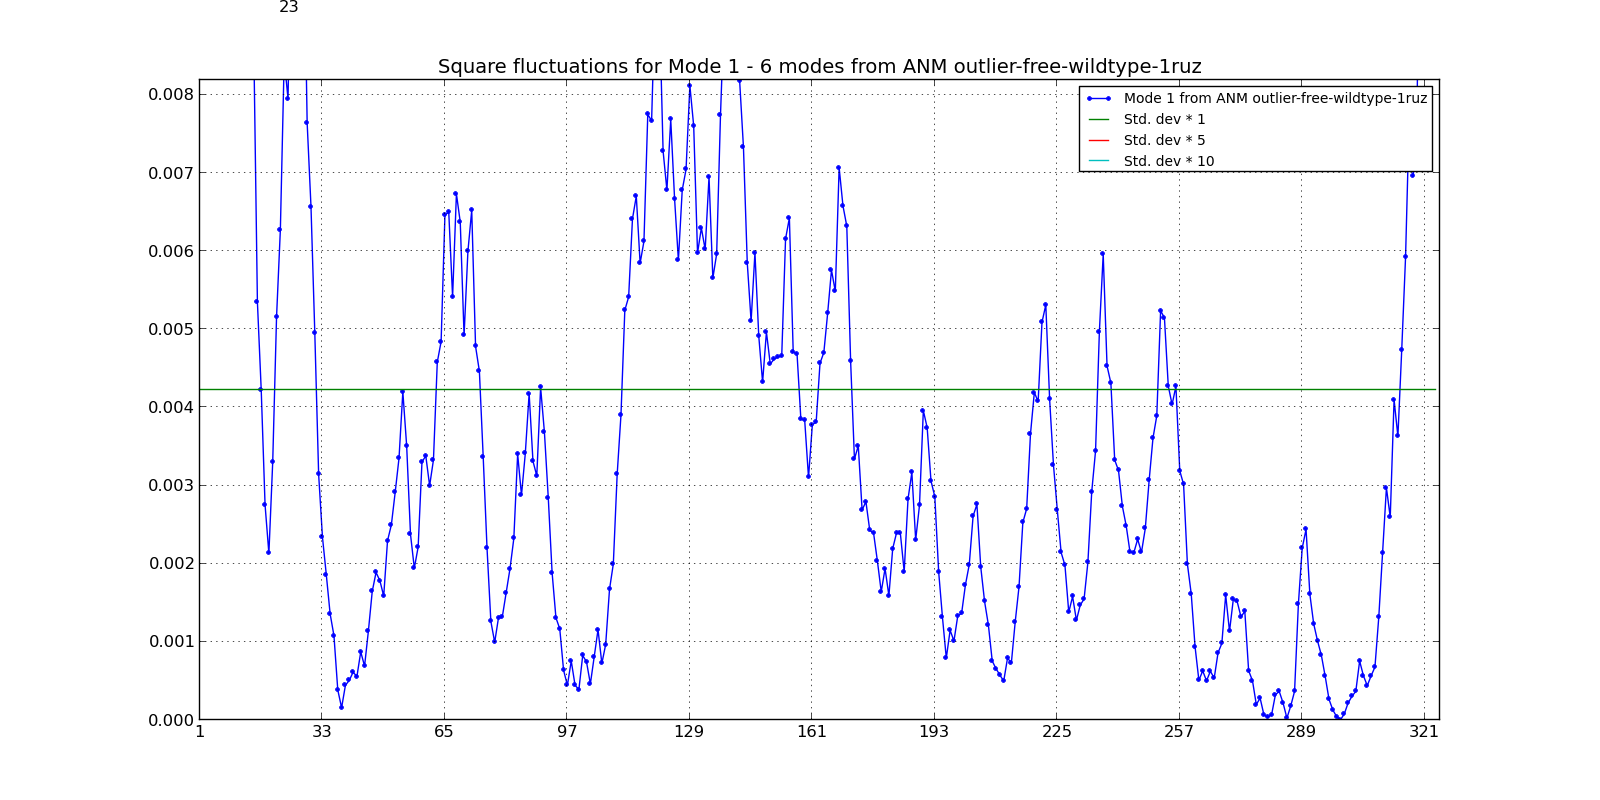 23
Square fluctuations for Mode 1 - 6 modes from ANM outlier-free-wildtype-1ruz
Mode 1 from ANM outlier-free-wildtype-1ruz
Std. dev * 1
Std. dev * 5
Std. dev * 10
0.008
0.007
0.006
0.005
0.004
0.003
0.002
0.001
0.000
1 33 65 97 129 161 193 225 257 289 321